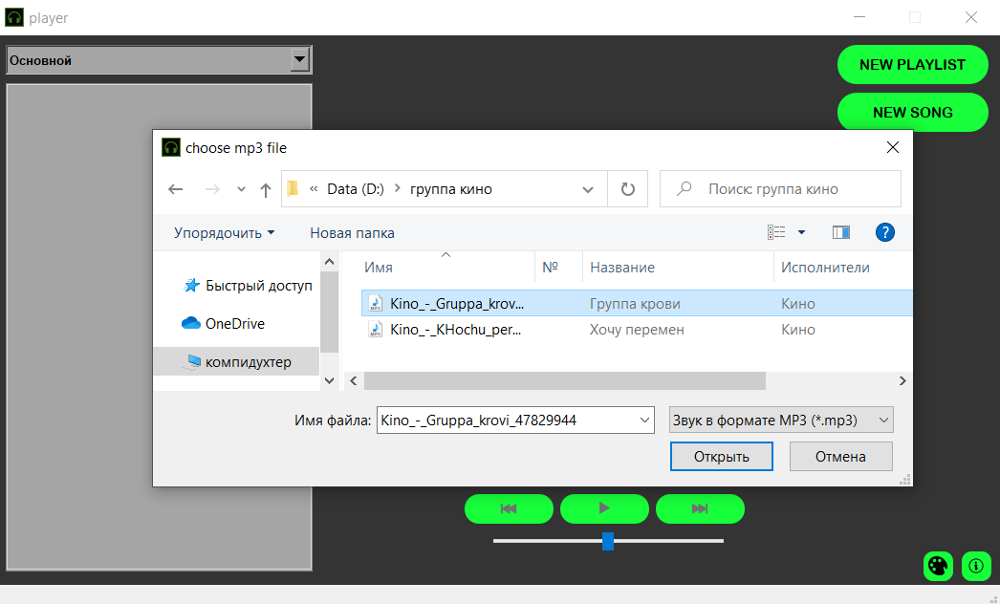 player
Основной
NEW PLAYLIST
NEW SONG
choose mp3 file
« Data (D:) > группа кино
Поиск: группа кино
Упорядочить
Новая папка
?
Имя
№
Название
Исполнители
Быстрый доступ
OneDrive
компидухтер
Kino_-_Gruppa_krov... Группа крови Кино
Kino_-_KHochu_per... Хочу перемен Кино
Имя файла: Kino_-_Gruppa_krovi_47829944
Звук в формате MP3 (*.mp3)
Открыть
Отмена